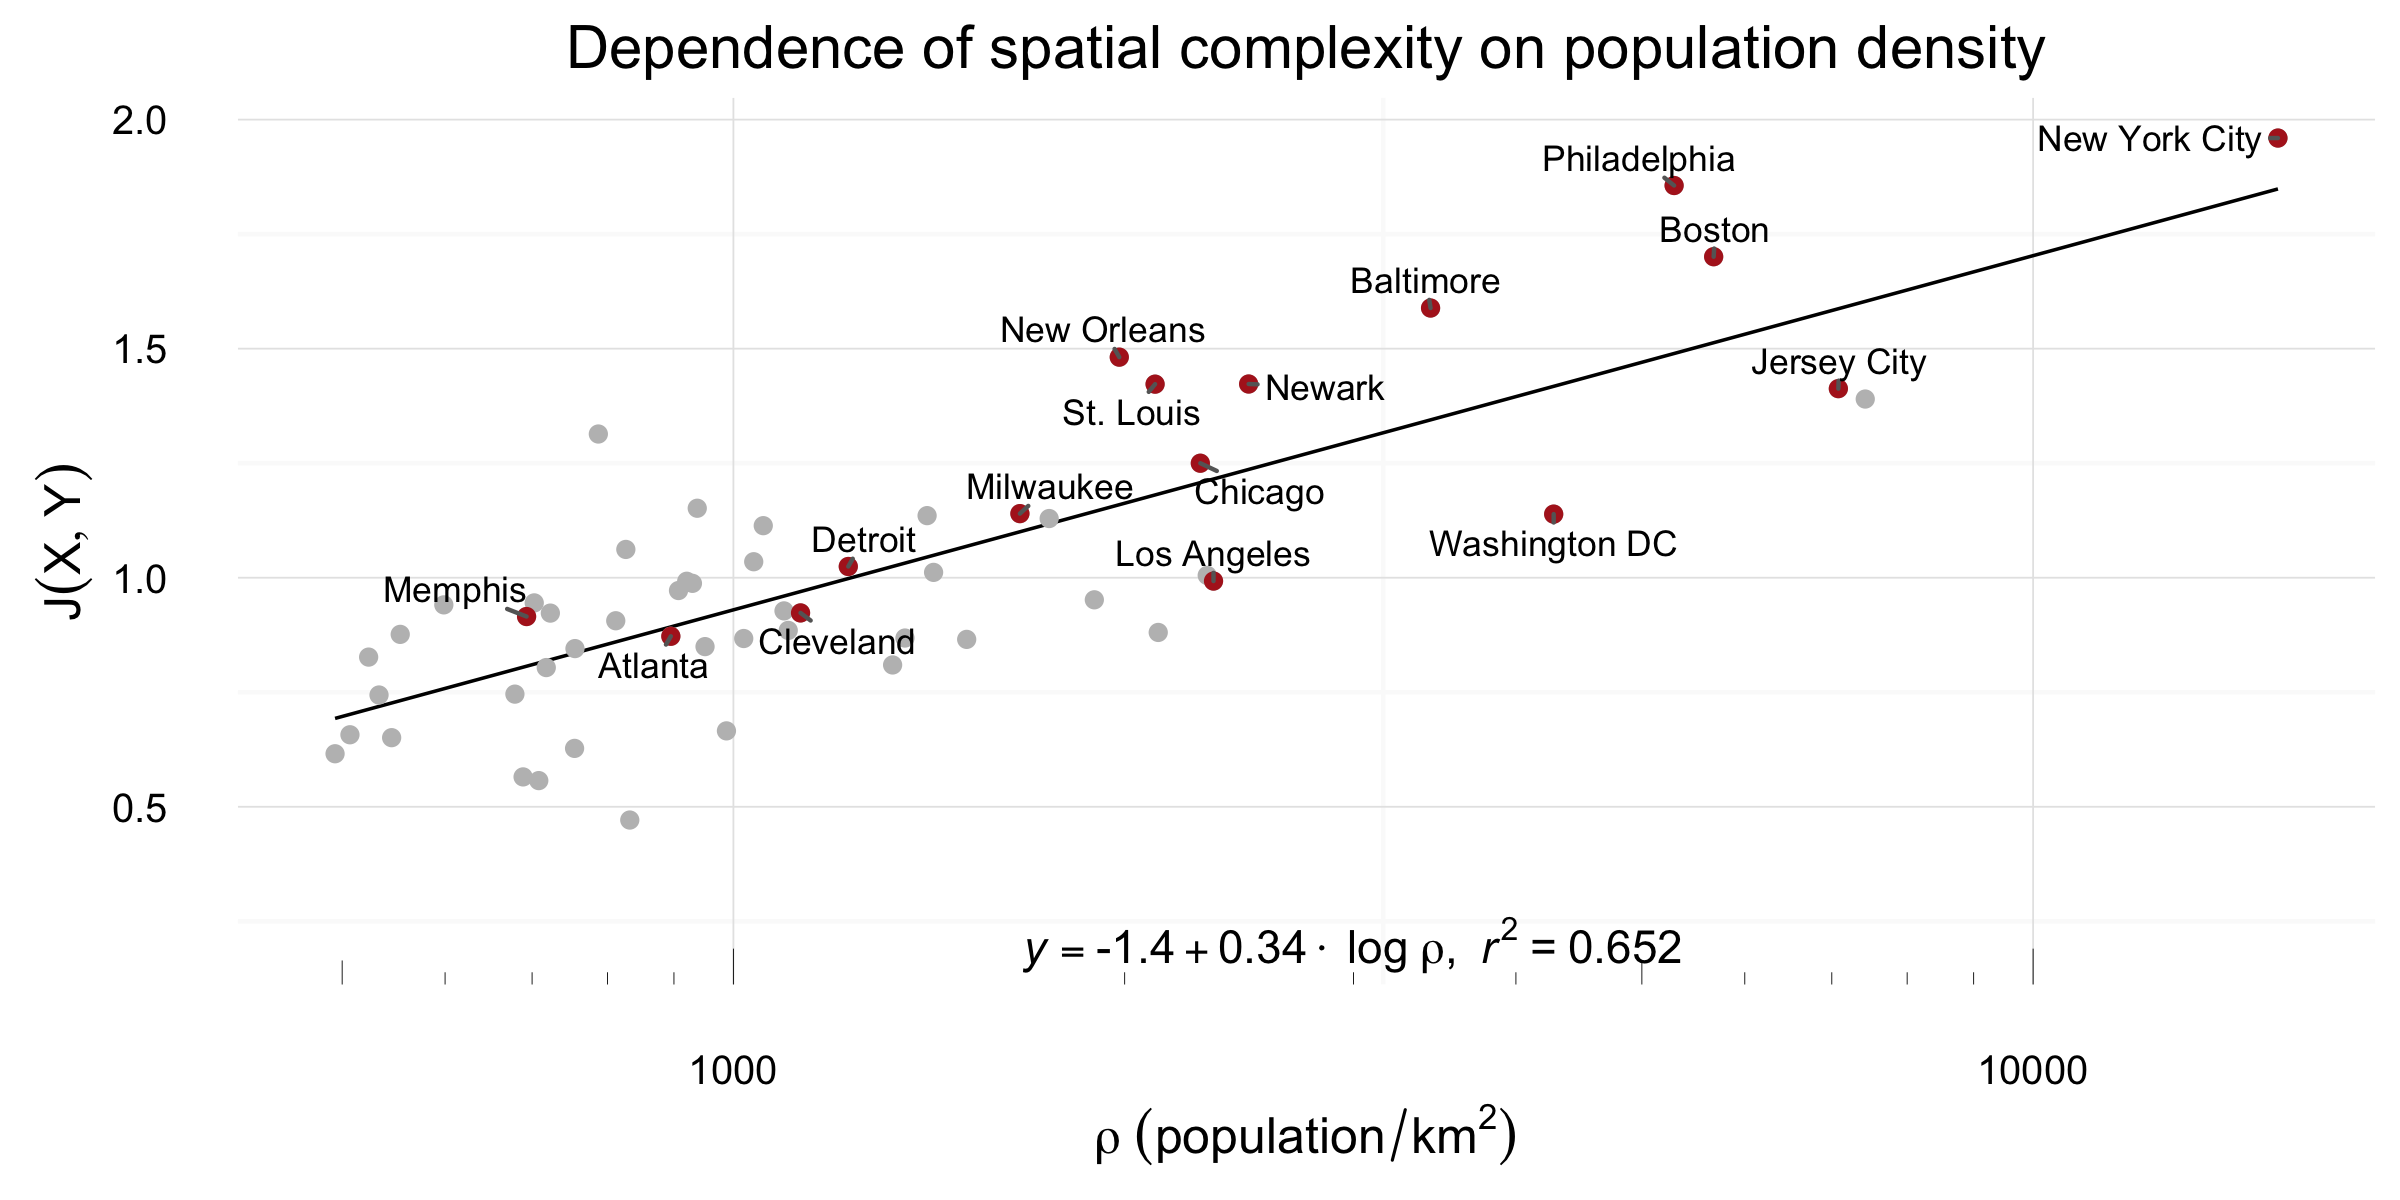 Dependence of spatial complexity on population density
2.0
New York City
Philadelphia
Boston
Baltimore
New Orleans
1.5
Jersey City
Newark
St. Louis
Milwaukee
Chicago
Detroit
Washington DC
Los Angeles
1.0
Memphis
Cleveland
Atlanta
0.5
J(X, Y)
y = -1.4 + 0.34 · log ρ, r² = 0.652
1000
10000
ρ (population/km²)